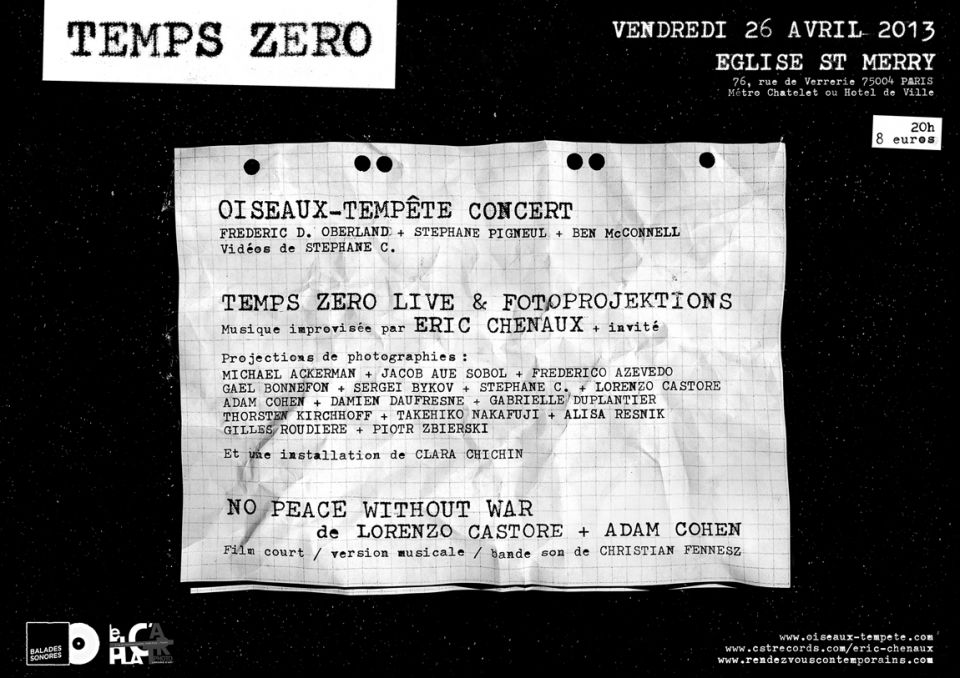 TEMPS ZERO
VENDREDI 26 AVRIL 2013
EGLISE ST MERRY
76, rue de Verrerie 75004 PARIS
Métro Chatelet ou Hotel de Ville
20h
8 euros
OISEAUX-TEMPÊTE CONCERT
FREDERIC D. OBERLAND + STEPHANE PIGNEUL + BEN McCONNELL
Vidéos de STEPHANE C.
TEMPS ZERO LIVE & FOTOPROJEKTIONS
Musique improvisée par ERIC CHENAUX + invité
Projections de photographies :
MICHAEL ACKERMAN + JACOB AUE SOBOL + FREDERICO AZEVEDO
GAEL BONNEFON + SERGEI BYKOV + STEPHANE C. + LORENZO CASTORE
ADAM COHEN + DAMIEN DAUFRESNE + GABRIELLE DUPLANTIER
THORSTEN KIRCHHOFF + TAKEHIKO NAKAFUJI + ALISA RESNIK
GILLES ROUDIERE + PIOTR ZBIERSKI
Et une installation de CLARA CHICHIN
NO PEACE WITHOUT WAR
de LORENZO CASTORE + ADAM COHEN
Film court / version musicale / bande son de CHRISTIAN FENNESZ
BALADES
SONORES
www.oiseaux-tempete.com
www.cstrecords.com/eric-chenaux
www.rendezvouscontemporains.com